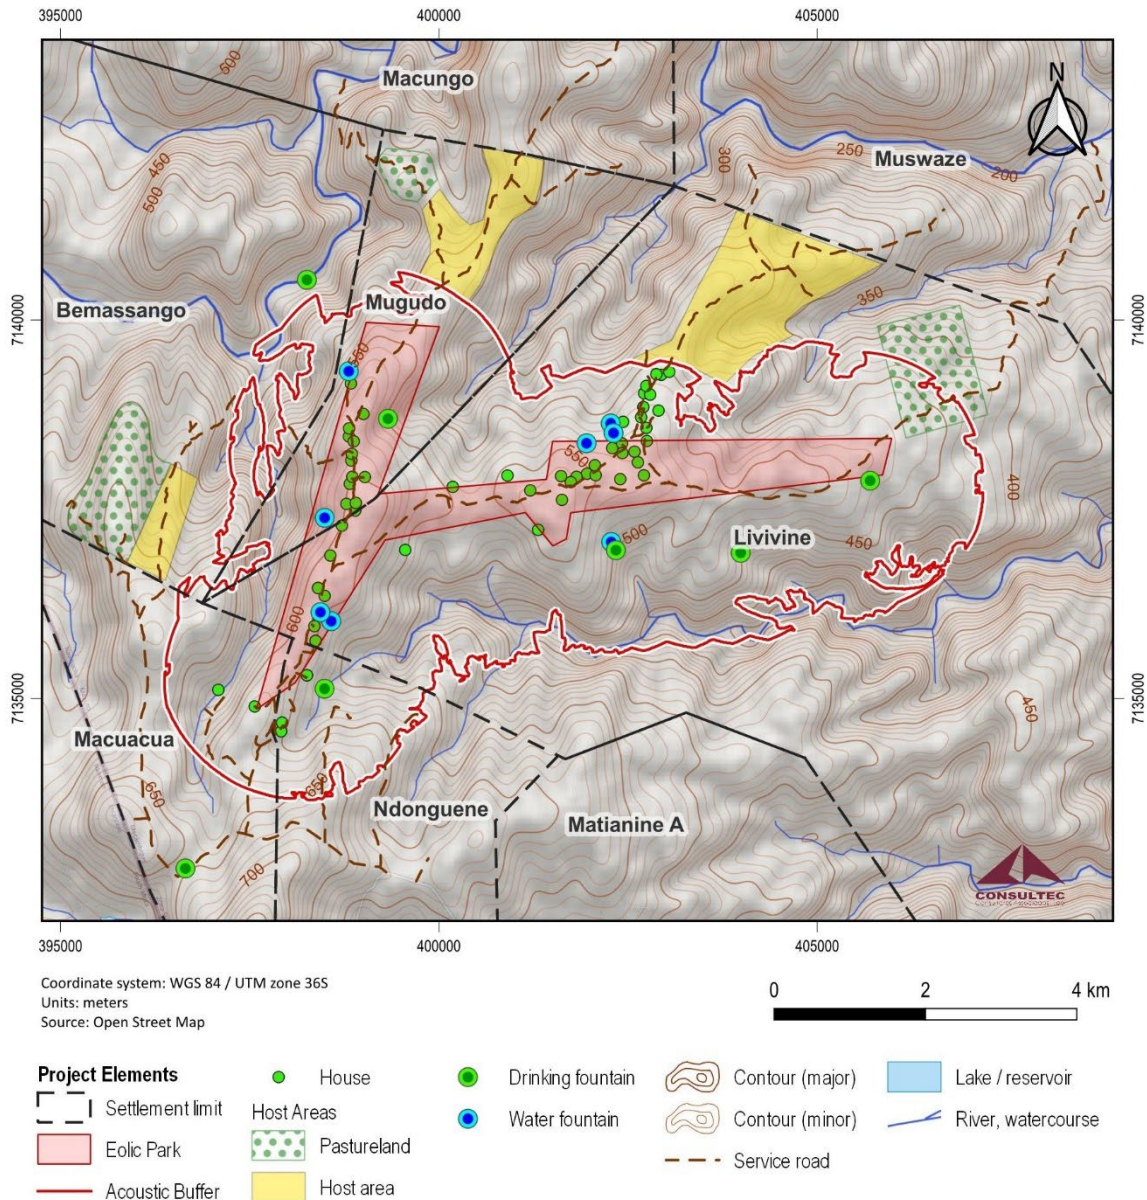 395000 400000 405000
N
500
Macungo
450
500
300
250
Muswaze
200
7140000
7140000
350
Bemassango
Mugudo
550
550
400
500
Livivine
450
600
7135000
7135000
450
Macuacua
650
650
Ndonguene
Matianine A
700
CONSULTEC
395000 400000 405000
Coordinate system: WGS 84 / UTM zone 36S
Units: meters
Source: Open Street Map
0 2 4 km
Project Elements
Settlement limit
Eolic Park
Acoustic Buffer
House
Host Areas
Pastureland
Host area
Drinking fountain
Water fountain
Contour (major)
Contour (minor)
Service road
Lake / reservoir
River, watercourse